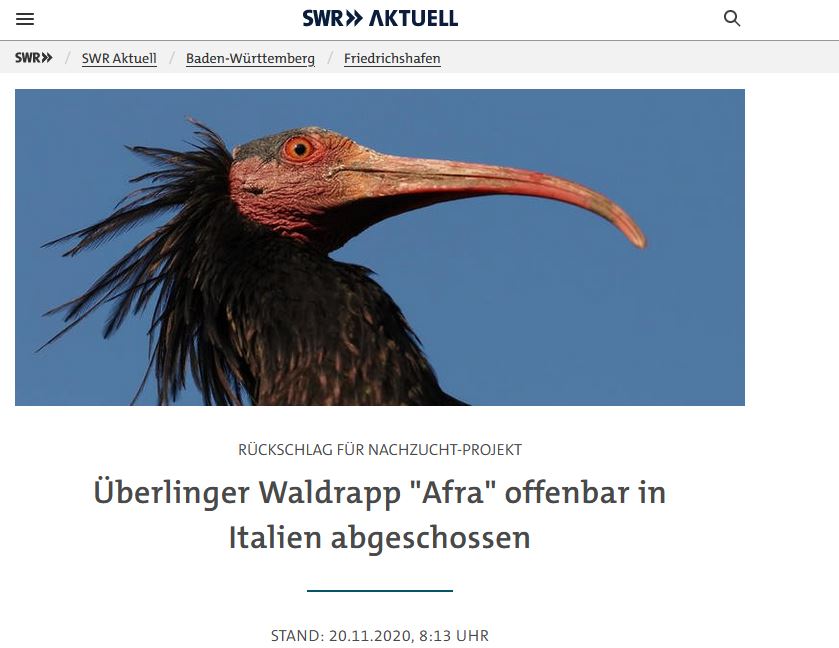 SWR» AKTUELL
SWR» / SWR Aktuell / Baden-Württemberg / Friedrichshafen
RÜCKSCHLAG FÜR NACHZUCHT-PROJEKT
Überlinger Waldrapp "Afra" offenbar in
Italien abgeschossen
STAND: 20.11.2020, 8:13 UHR